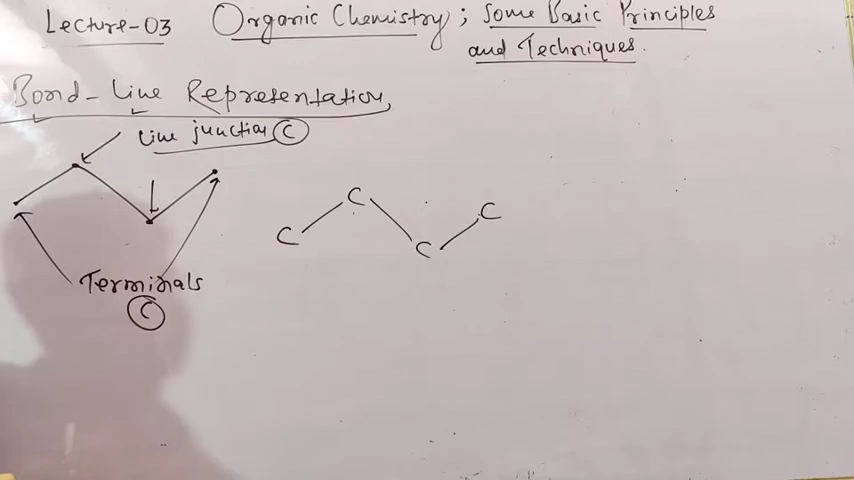 Lecture-03 Organic Chemistry; Some Basic Principles
and Techniques.
Bond-Line Representation,
Line junction C
C C C C
Terminals
C